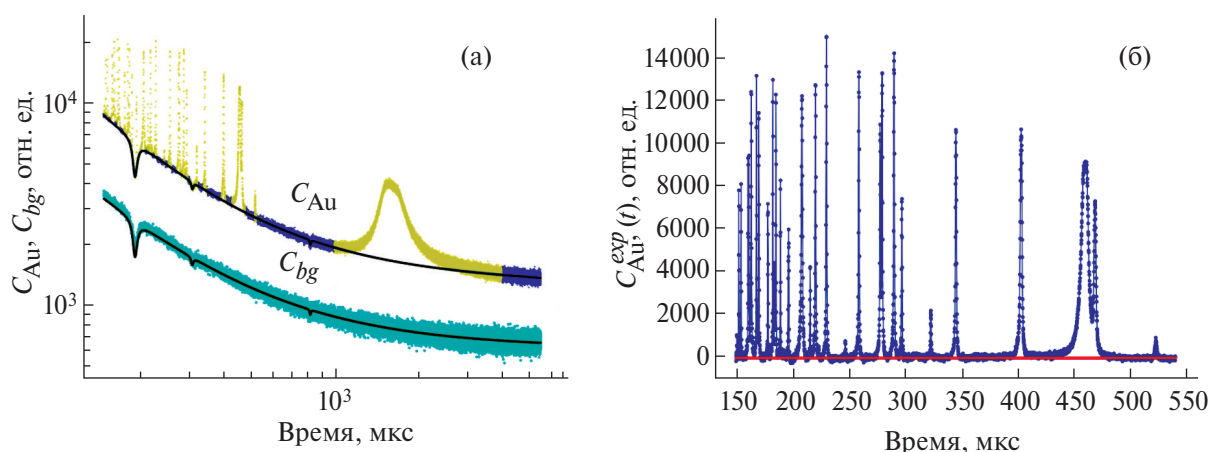 (а)
C_Au, C_bg, отн. ед.
10⁴
10³
C_Au
C_bg
10³
Время, мкс
(б)
C_Au^exp, (t), отн. ед.
14000
12000
10000
8000
6000
4000
2000
0
150 200 250 300 350 400 450 500 550
Время, мкс